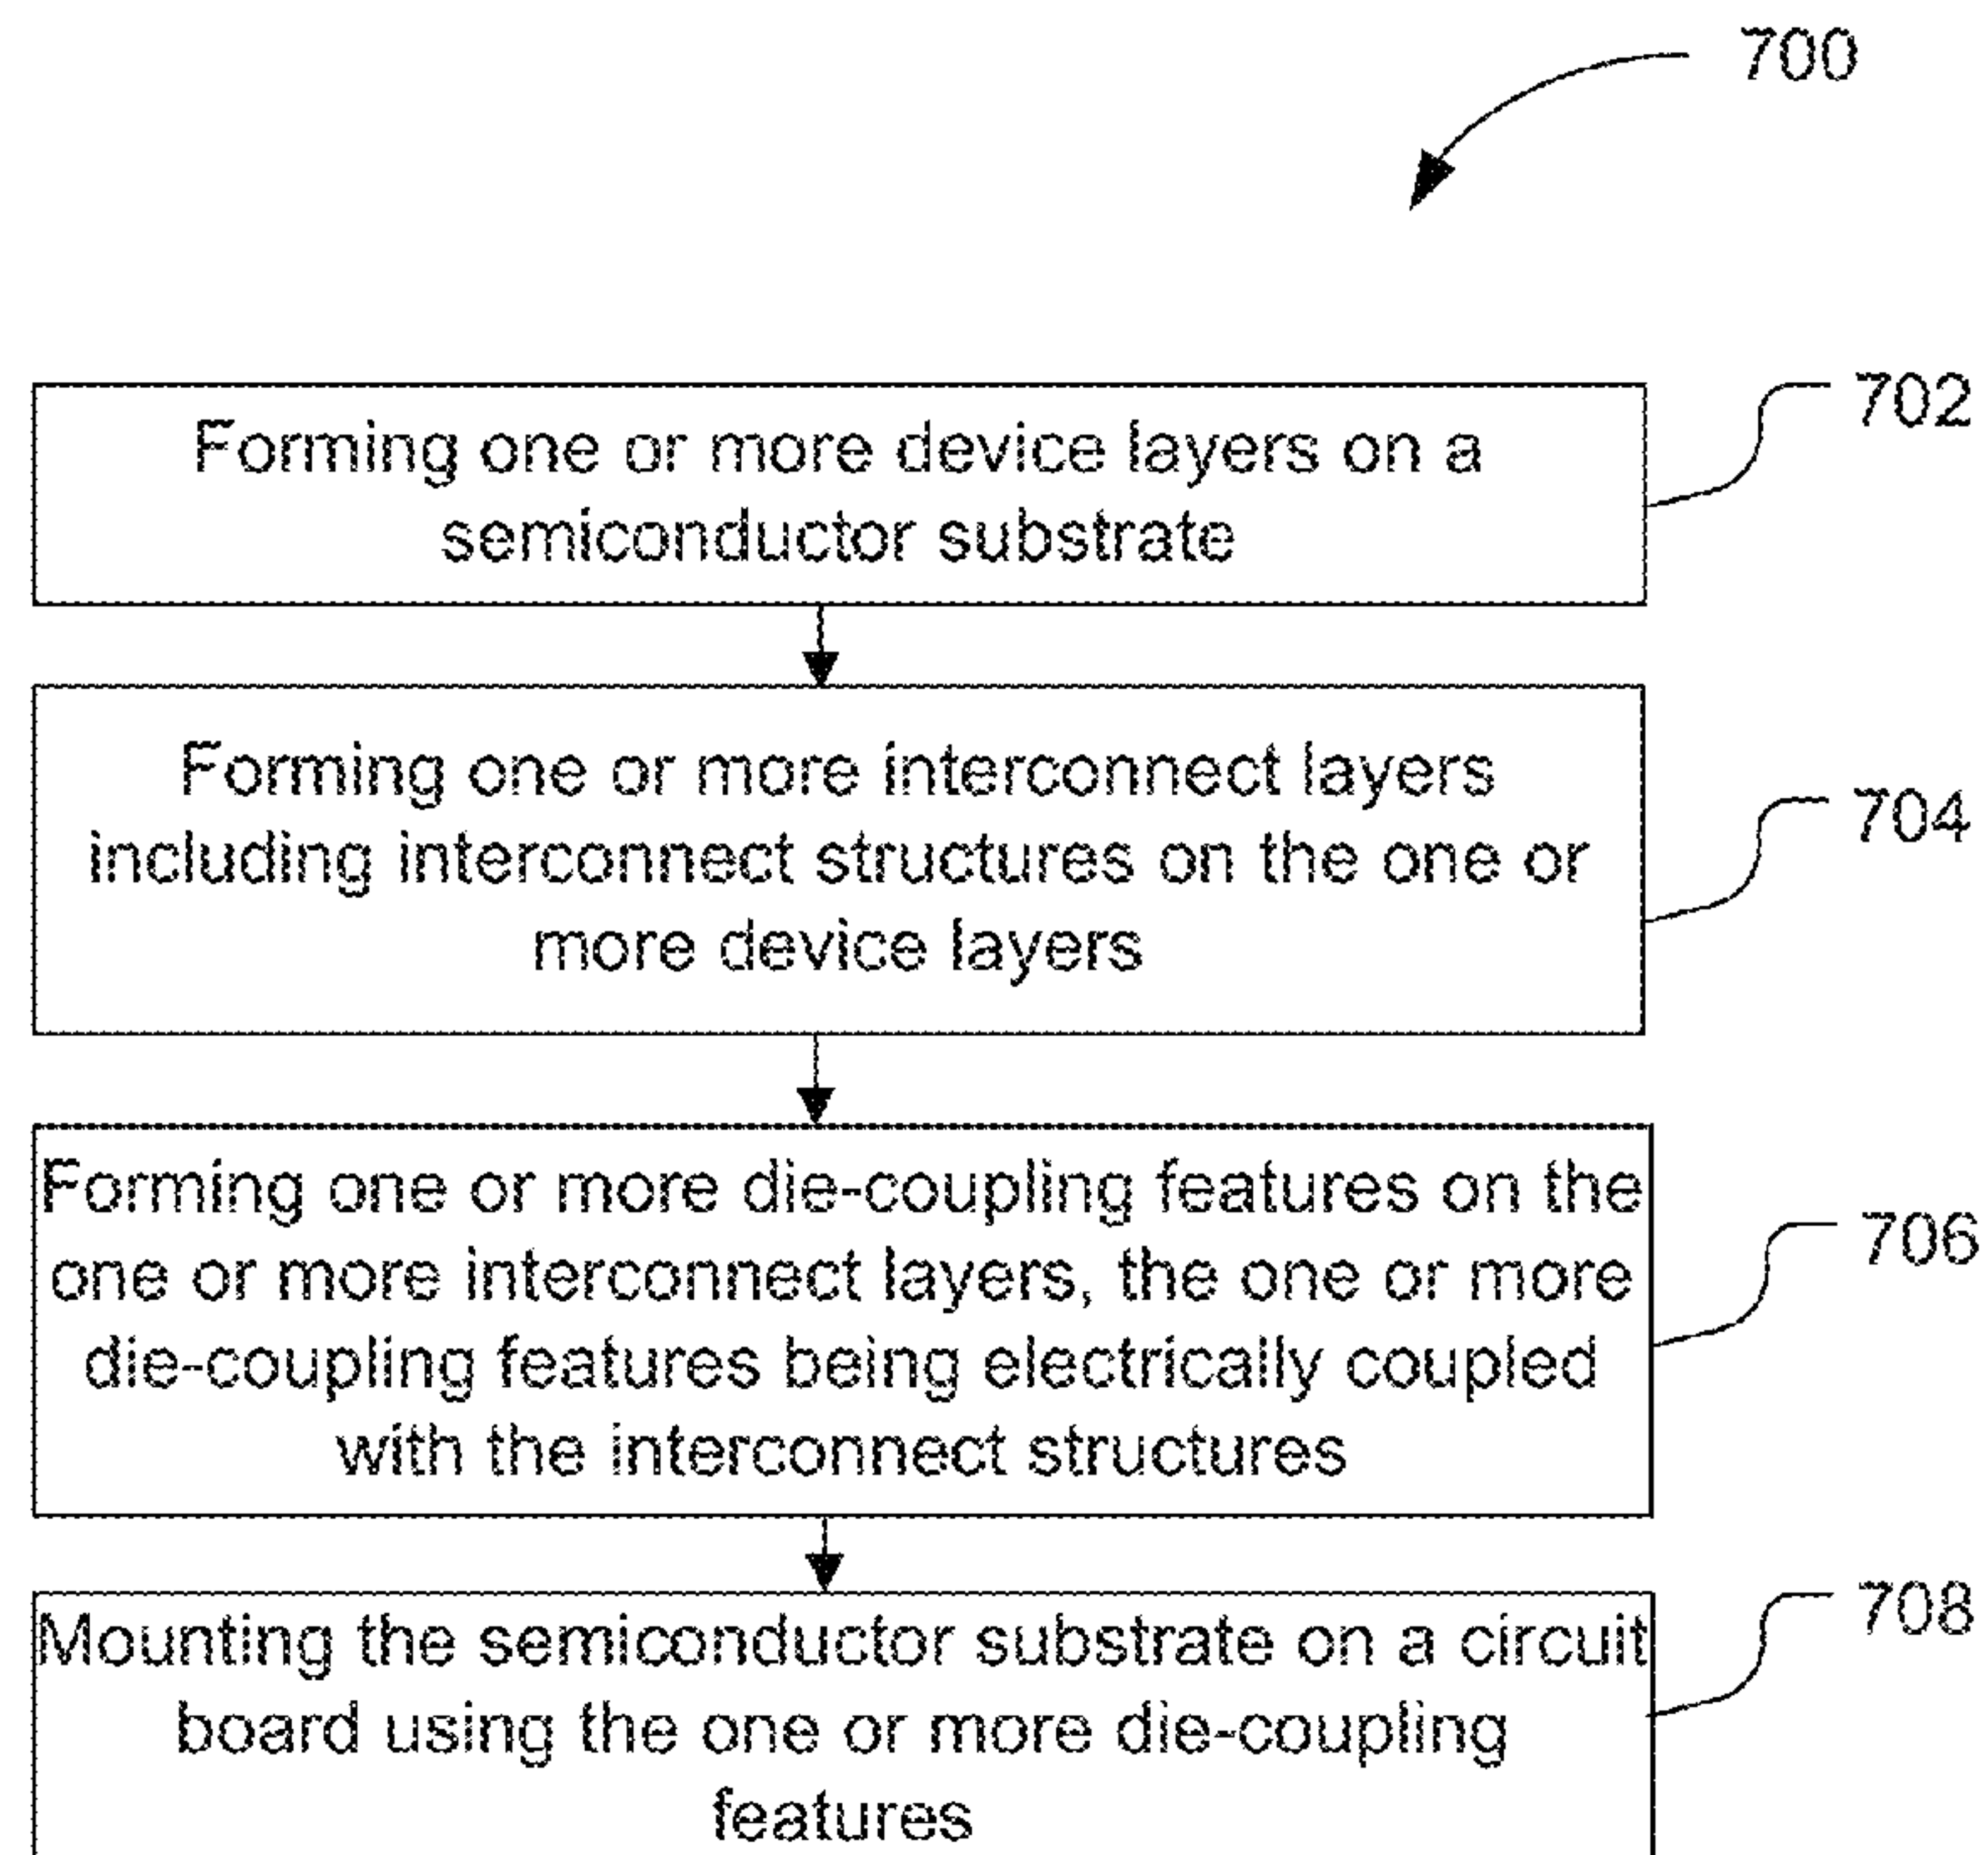 700
702
Forming one or more device layers on a
semiconductor substrate
704
Forming one or more interconnect layers
including interconnect structures on the one or
more device layers
706
Forming one or more die-coupling features on the
one or more interconnect layers, the one or more
die-coupling features being electrically coupled
with the interconnect structures
708
Mounting the semiconductor substrate on a circuit
board using the one or more die-coupling
features